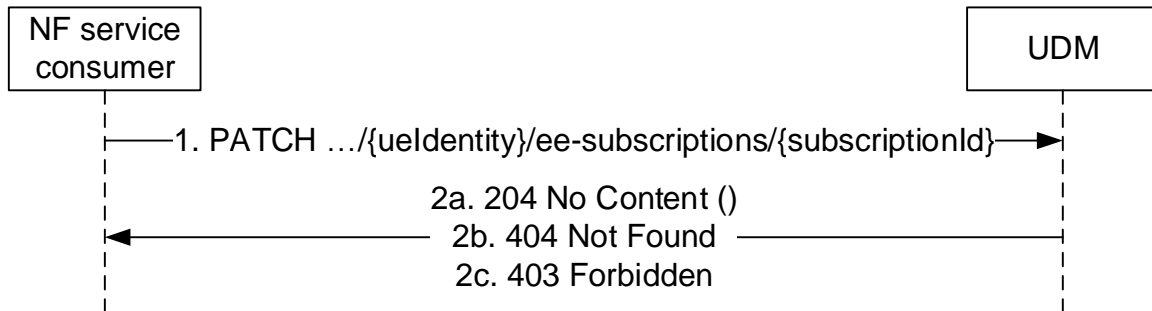 NF service
consumer
UDM
1. PATCH …/{ueIdentity}/ee-subscriptions/{subscriptionId}
2a. 204 No Content ()
2b. 404 Not Found
2c. 403 Forbidden